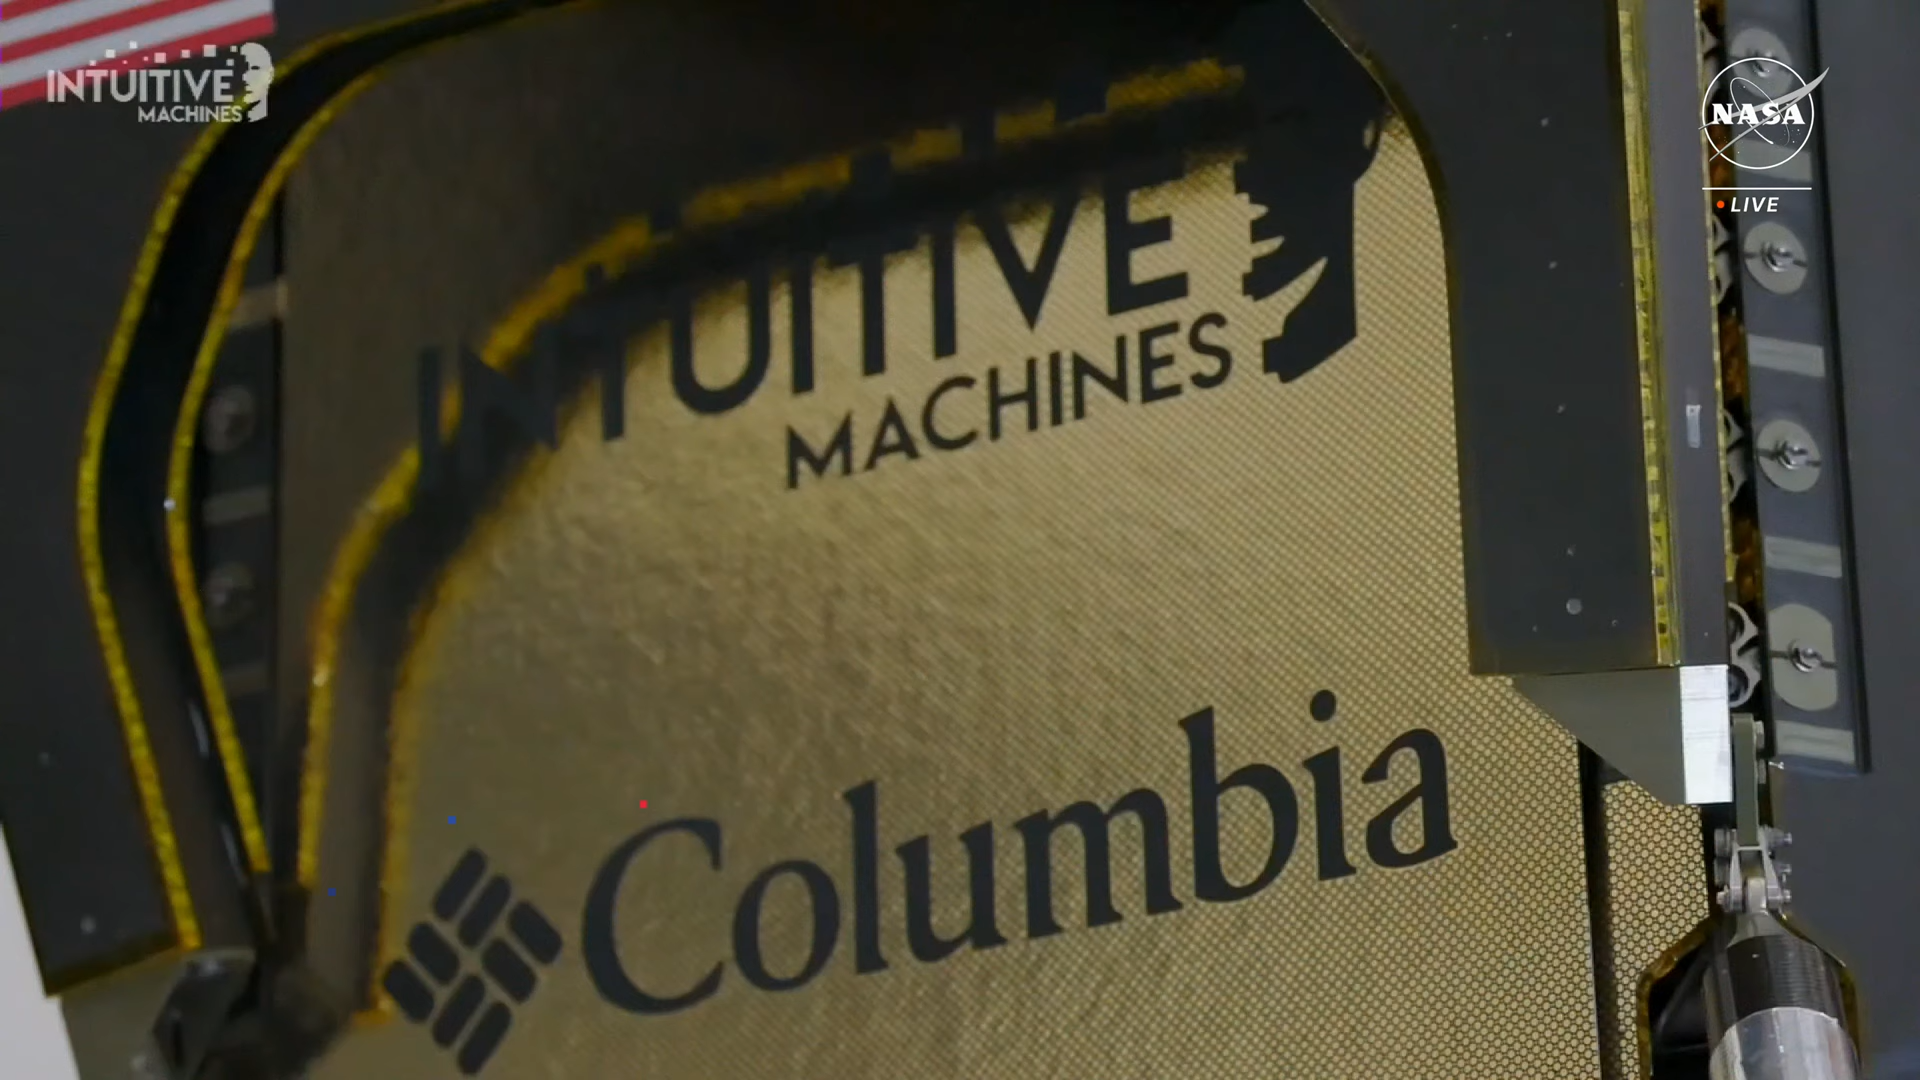 INTUITIVE
MACHINES
NASA
LIVE
INTUITIVE
MACHINES
Columbia